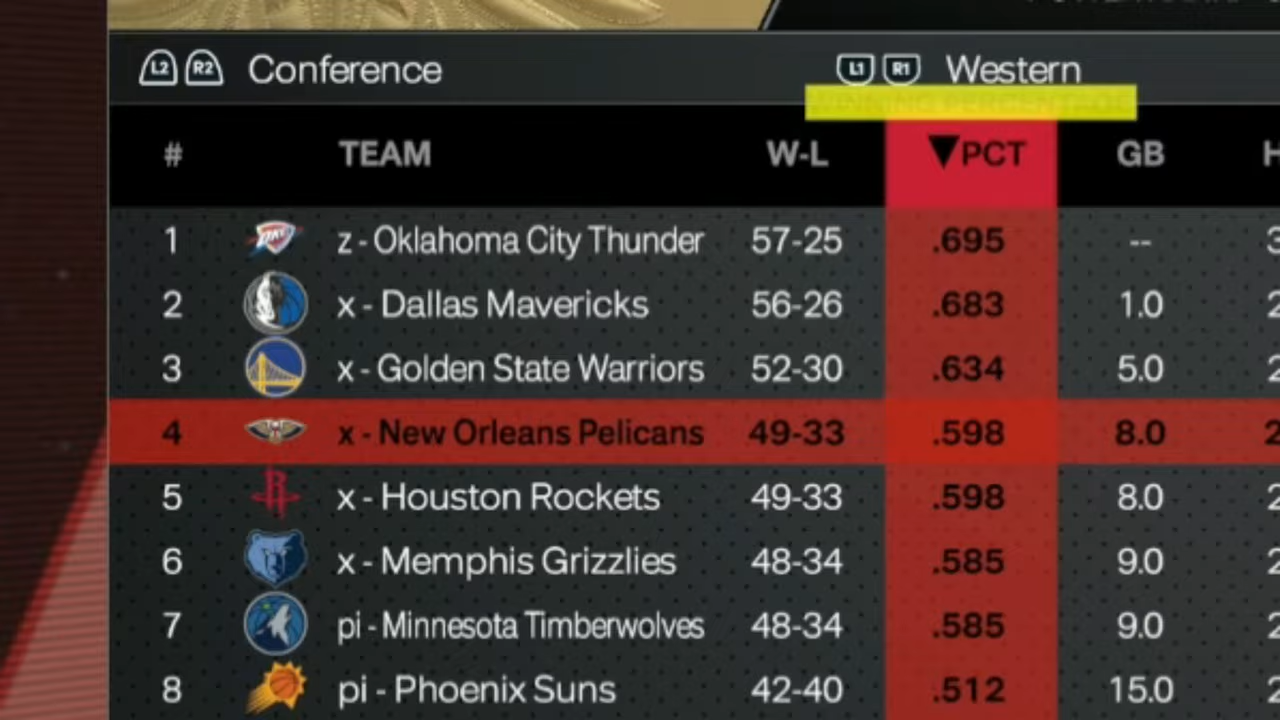 L2 R2 Conference L1 R1 Western
WINNING PERCENTAGE
# TEAM W-L ▼PCT GB
1 z - Oklahoma City Thunder 57-25 .695 --
2 x - Dallas Mavericks 56-26 .683 1.0
3 x - Golden State Warriors 52-30 .634 5.0
4 x - New Orleans Pelicans 49-33 .598 8.0
5 x - Houston Rockets 49-33 .598 8.0
6 x - Memphis Grizzlies 48-34 .585 9.0
7 pi - Minnesota Timberwolves 48-34 .585 9.0
8 pi - Phoenix Suns 42-40 .512 15.0